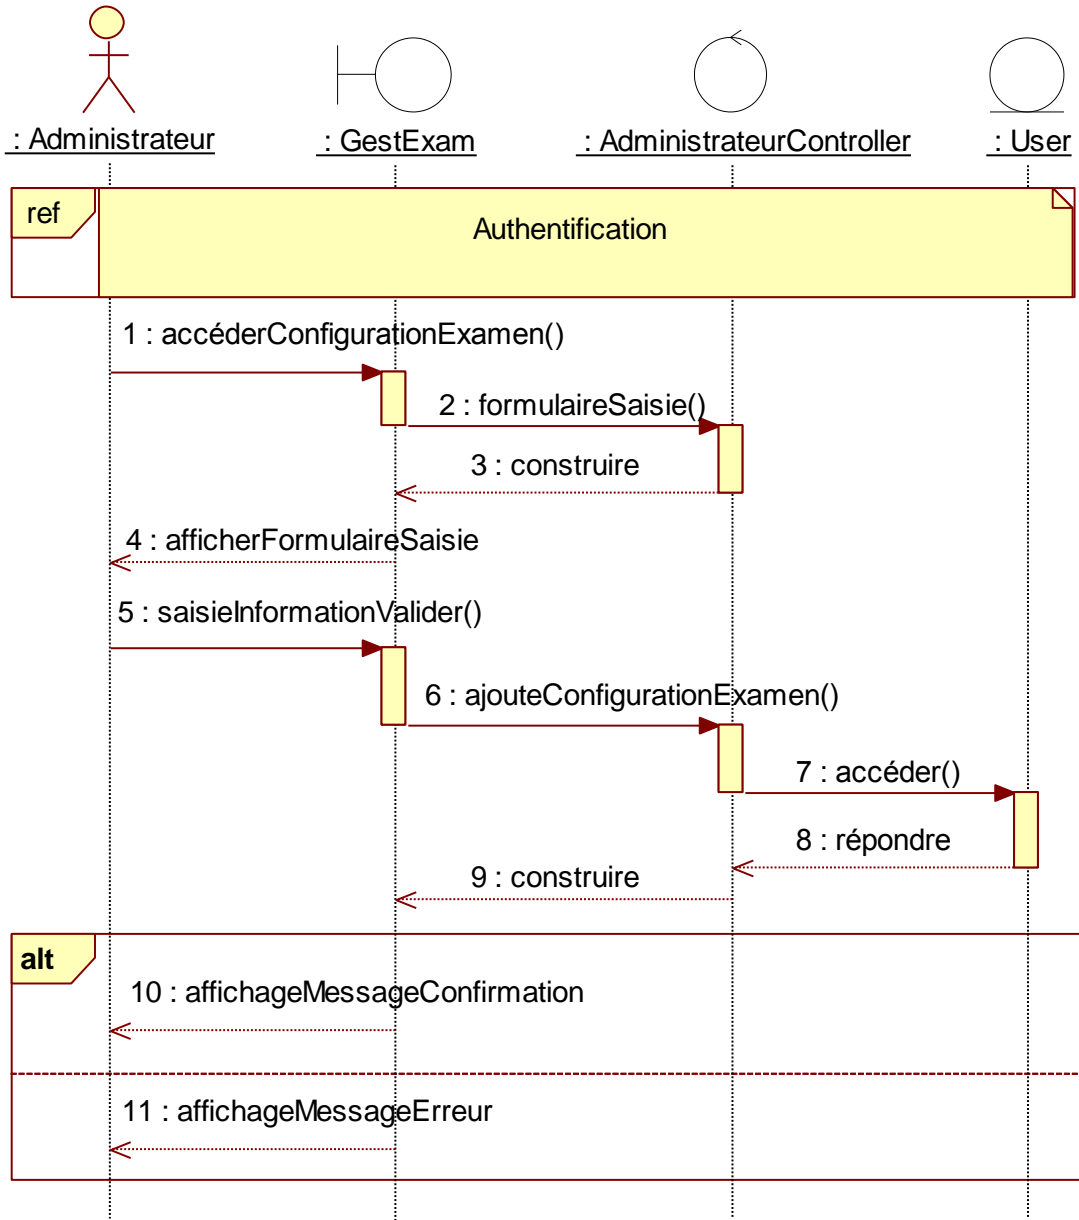 : Administrateur
: GestExam
: AdministrateurController
: User
ref
Authentification
1 : accéderConfigurationExamen()
2 : formulaireSaisie()
3 : construire
4 : afficherFormulaireSaisie
5 : saisieInformationValider()
6 : ajouteConfigurationExamen()
7 : accéder()
8 : répondre
9 : construire
alt
10 : affichageMessageConfirmation
11 : affichageMessageErreur